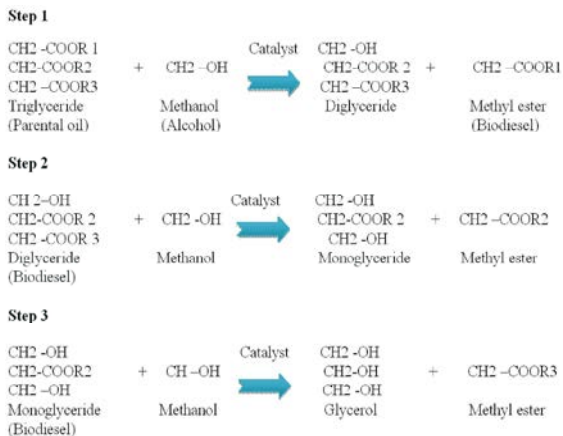 Step 1
Catalyst
CH2 -COOR 1 CH2 -OH
CH2-COOR2 + CH2 –OH CH2-COOR 2 + CH2 –COOR1
CH2 –COOR3 CH2 –COOR3
Triglyceride Methanol Diglyceride Methyl ester
(Parental oil) (Alcohol) (Biodiesel)
Step 2
CH 2–OH Catalyst CH2 -OH
CH2-COOR 2 + CH2 -OH CH2-COOR 2 + CH2 –COOR2
CH2 -COOR 3 CH2 -OH
Diglyceride Methanol Monoglyceride Methyl ester
(Biodiesel)
Step 3
CH2 -OH Catalyst CH2 -OH
CH2-COOR2 + CH –OH CH2-OH + CH2 –COOR3
CH2 –OH CH2 -OH
Monoglyceride Methanol Glycerol Methyl ester
(Biodiesel)